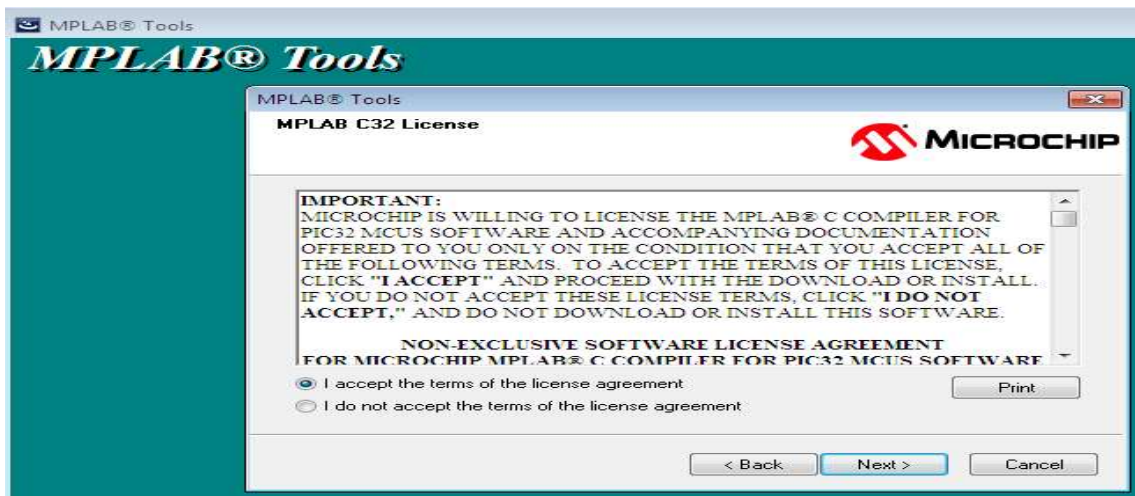 MPLAB® Tools
MPLAB® Tools
MPLAB® Tools
MPLAB C32 License
MICROCHIP
IMPORTANT:
MICROCHIP IS WILLING TO LICENSE THE MPLAB® C COMPILER FOR
PIC32 MCUS SOFTWARE AND ACCOMPANYING DOCUMENTATION
OFFERED TO YOU ONLY ON THE CONDITION THAT YOU ACCEPT ALL OF
THE FOLLOWING TERMS.  TO ACCEPT THE TERMS OF THIS LICENSE,
CLICK "I ACCEPT" AND PROCEED WITH THE DOWNLOAD OR INSTALL.
IF YOU DO NOT ACCEPT THESE LICENSE TERMS, CLICK "I DO NOT
ACCEPT," AND DO NOT DOWNLOAD OR INSTALL THIS SOFTWARE.
NON-EXCLUSIVE SOFTWARE LICENSE AGREEMENT
FOR MICROCHIP MPLAB® C COMPILER FOR PIC32 MCUS SOFTWARE
I accept the terms of the license agreement
Print
I do not accept the terms of the license agreement
< Back Next > Cancel